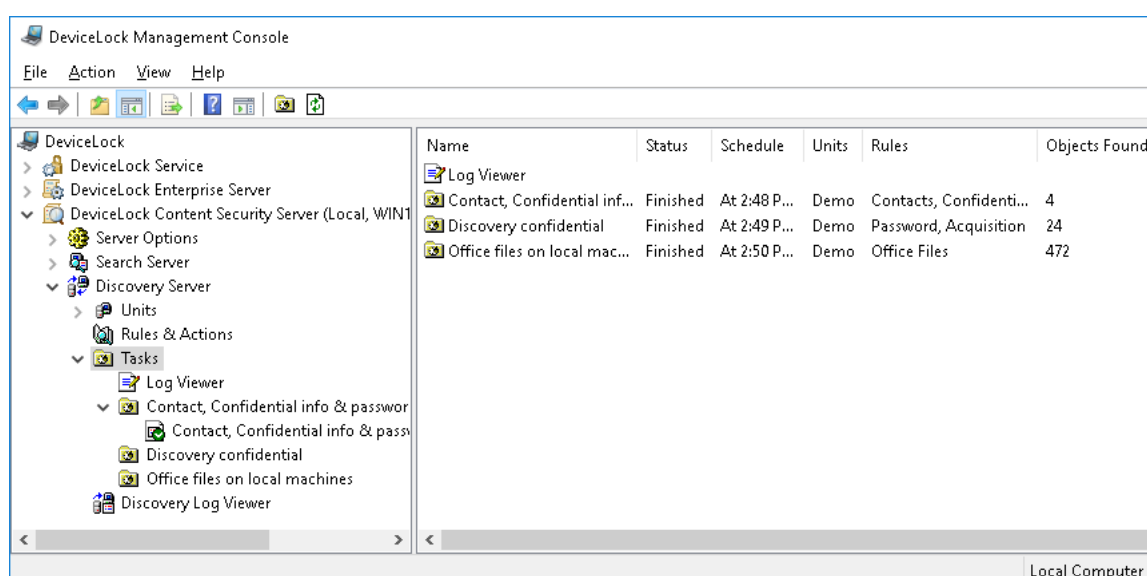 DeviceLock Management Console
File Action View Help
DeviceLock
DeviceLock Service
DeviceLock Enterprise Server
DeviceLock Content Security Server (Local, WIN1
Server Options
Search Server
Discovery Server
Units
Rules & Actions
Tasks
Log Viewer
Contact, Confidential info & passwor
Contact, Confidential info & passw
Discovery confidential
Office files on local machines
Discovery Log Viewer
Name Status Schedule Units Rules Objects Found
Log Viewer
Contact, Confidential inf... Finished At 2:48 P... Demo Contacts, Confidenti... 4
Discovery confidential Finished At 2:49 P... Demo Password, Acquisition 24
Office files on local mac... Finished At 2:50 P... Demo Office Files 472
Local Computer